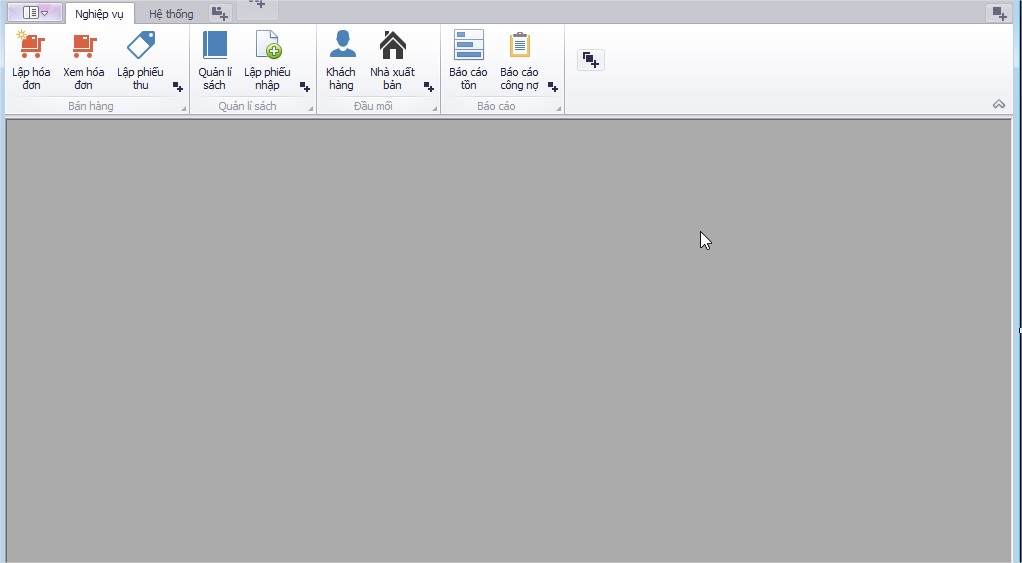 Nghiệp vụ Hệ thống
Lập hóa đơn
Xem hóa đơn
Lập phiếu thu
Quản lí sách
Lập phiếu nhập
Khách hàng
Nhà xuất bản
Báo cáo tồn
Báo cáo công nợ
Bán hàng
Quản lí sách
Đầu mối
Báo cáo